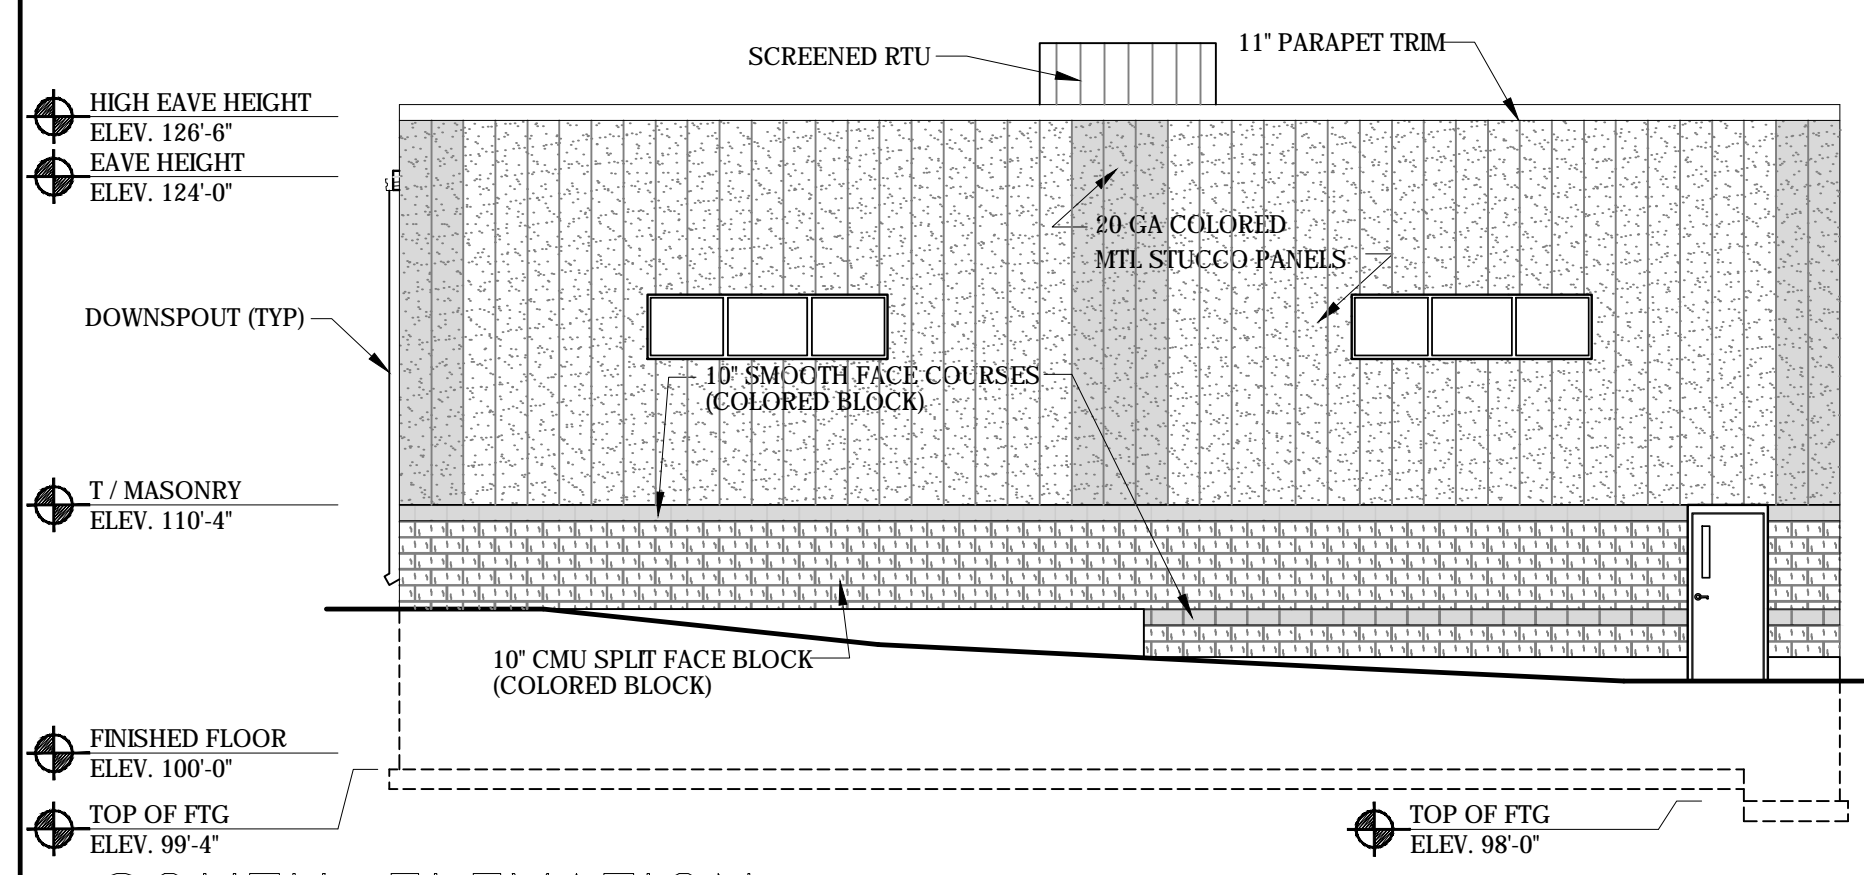 SCREENED RTU
11" PARAPET TRIM
HIGH EAVE HEIGHT
ELEV. 126'-6"
EAVE HEIGHT
ELEV. 124'-0"
20 GA COLORED
MTL STUCCO PANELS
DOWNSPOUT (TYP)
10" SMOOTH FACE COURSES
(COLORED BLOCK)
T / MASONRY
ELEV. 110'-4"
10" CMU SPLIT FACE BLOCK
(COLORED BLOCK)
FINISHED FLOOR
ELEV. 100'-0"
TOP OF FTG
ELEV. 99'-4"
TOP OF FTG
ELEV. 98'-0"